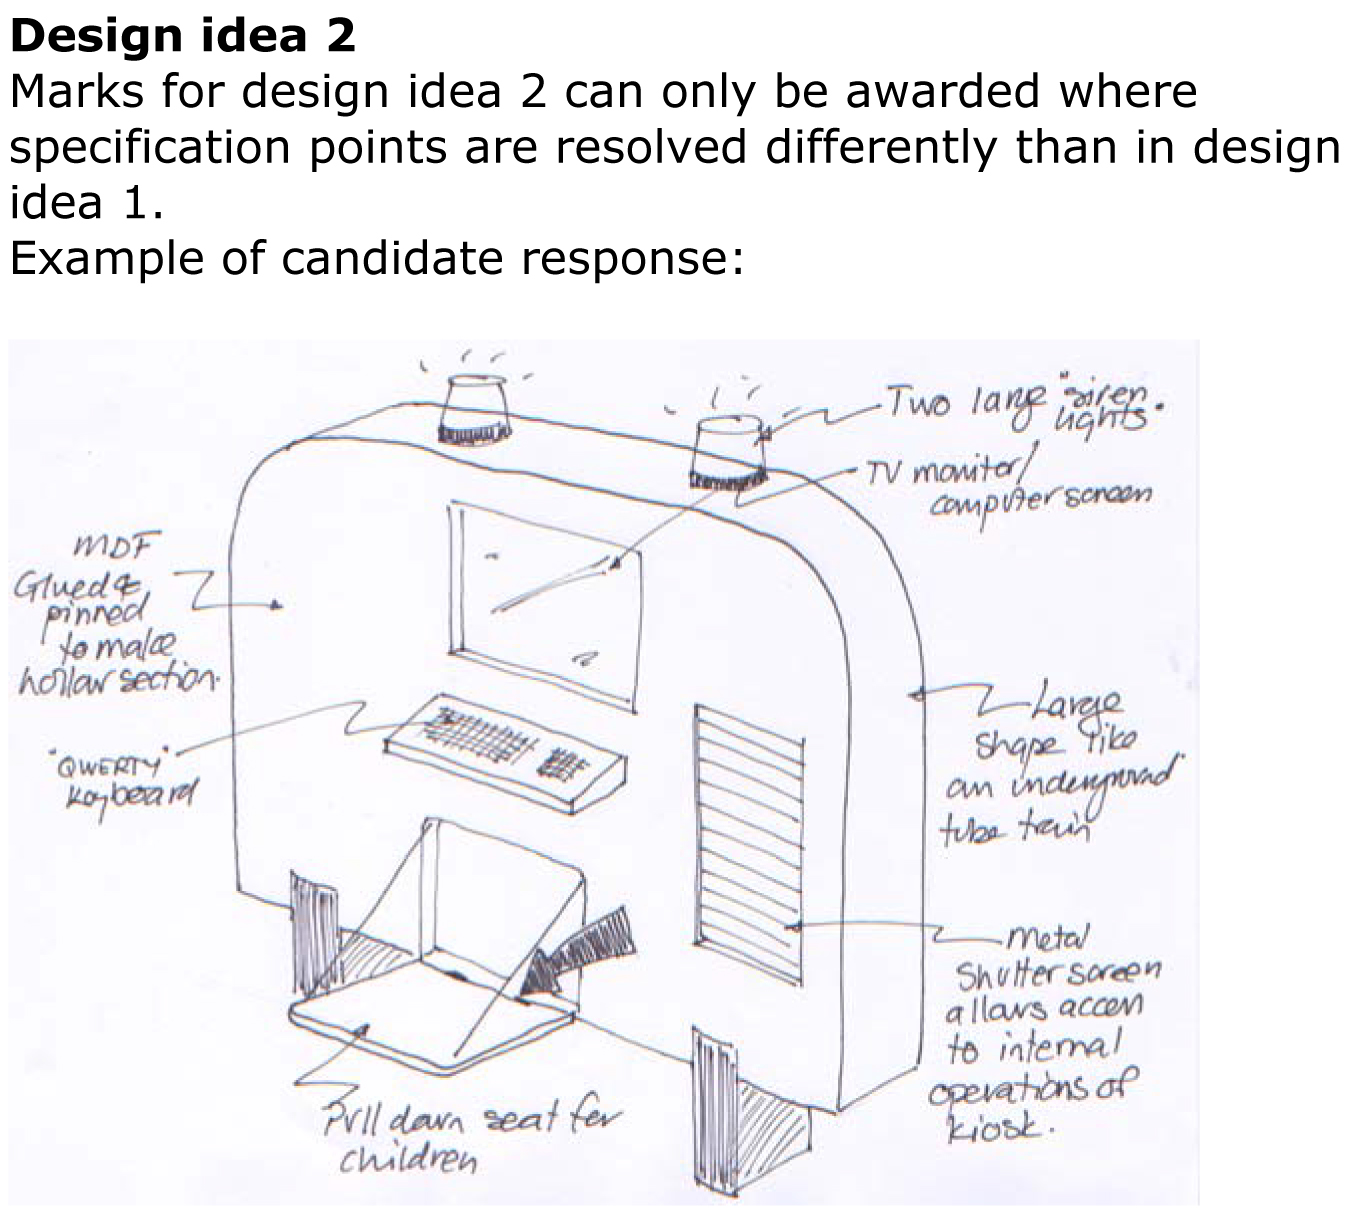 Design idea 2
Marks for design idea 2 can only be awarded where
specification points are resolved differently than in design
idea 1.
Example of candidate response:
Two large "siren
lights".
TV monitor/
computer screen
MDF
Glued &
pinned
to make
hollow section.
"QWERTY"
keyboard
Large
shape like
an underground
tube train
Metal
Shutter screen
allows access
to internal
operations of
kiosk.
Pull down seat for
children